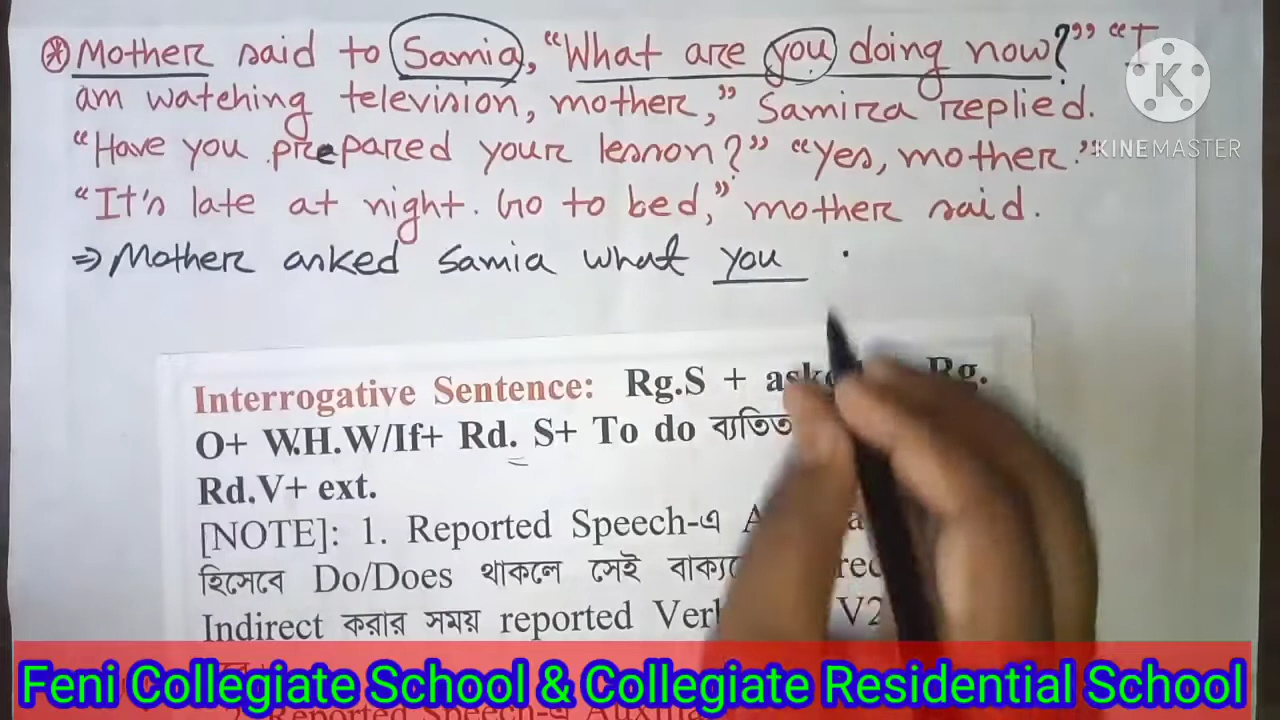 * Mother said to Samia, “What are you doing now?” “I
am watching television, mother,” Samira replied.
“Have you prepared your lesson?” “Yes, mother.”
“It's late at night. Go to bed,” mother said.
⇒ Mother asked Samia what you
K
KINEMASTER
Interrogative Sentence: Rg.S + Rg.
O+ W.H.W/If+ Rd. S+ To do ব্যতিত
Rd.V+ ext.
[NOTE]: 1. Reported Speech-এ
হিসেবে Do/Does থাকলে সেই
Indirect করার সময় reported V2
Feni Collegiate School & Collegiate Residential School
2. Reported Speech-এ